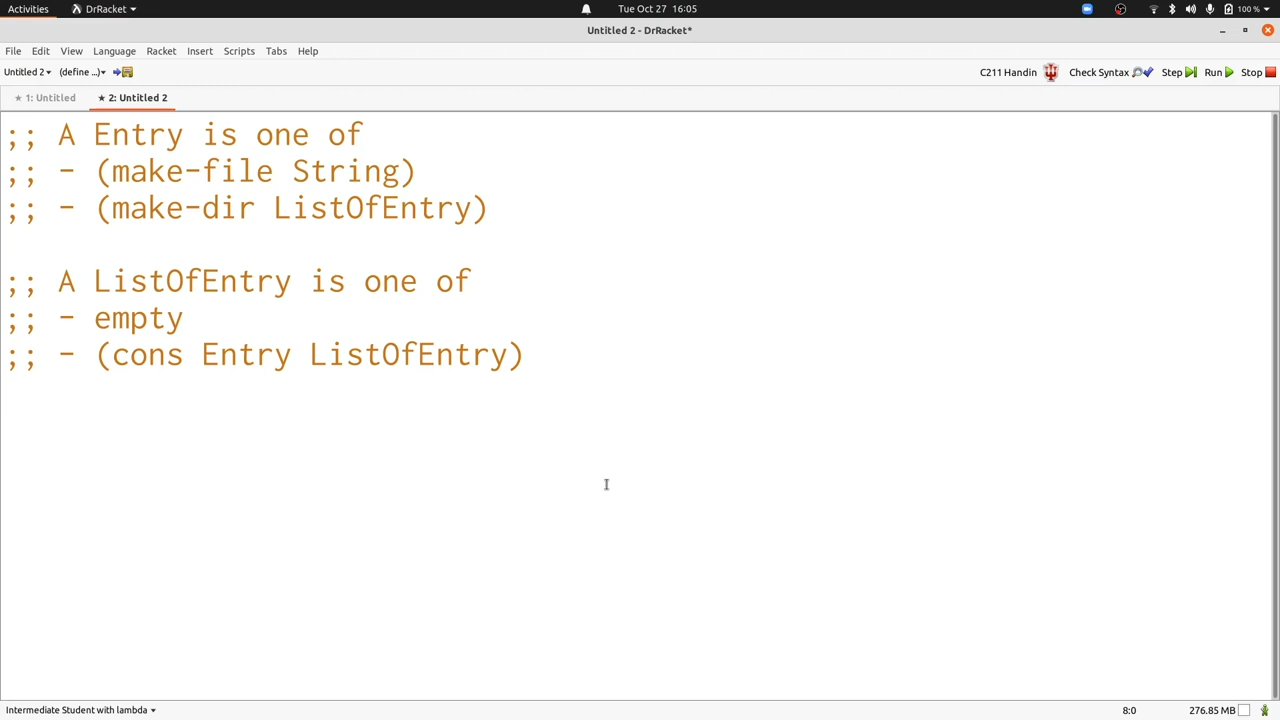 Activities DrRacket Tue Oct 27 16:05 100 %
Untitled 2 - DrRacket*
File Edit View Language Racket Insert Scripts Tabs Help
Untitled 2 (define ...) C211 Handin Check Syntax Step Run Stop
★ 1: Untitled ★ 2: Untitled 2
;; A Entry is one of
;; - (make-file String)
;; - (make-dir ListOfEntry)
;; A ListOfEntry is one of
;; - empty
;; - (cons Entry ListOfEntry)
Intermediate Student with lambda 8:0 276.85 MB